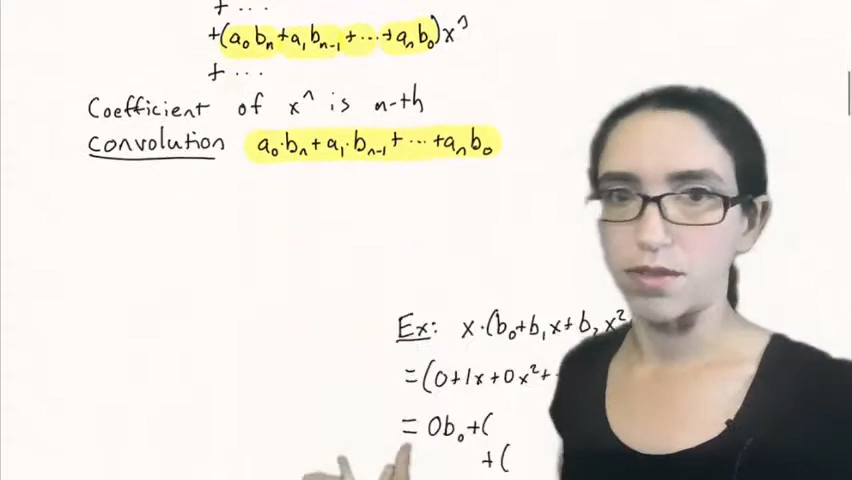 + ...
+(a₀bₙ+a₁bₙ₋₁+...+aₙb₀)xⁿ
+ ...
Coefficient of xⁿ is n-th
convolution a₀·bₙ+a₁·bₙ₋₁+...+aₙb₀
Ex: x·(b₀+b₁x+b₂x²
=(0+1x+0x²+
=0b₀+(
+(